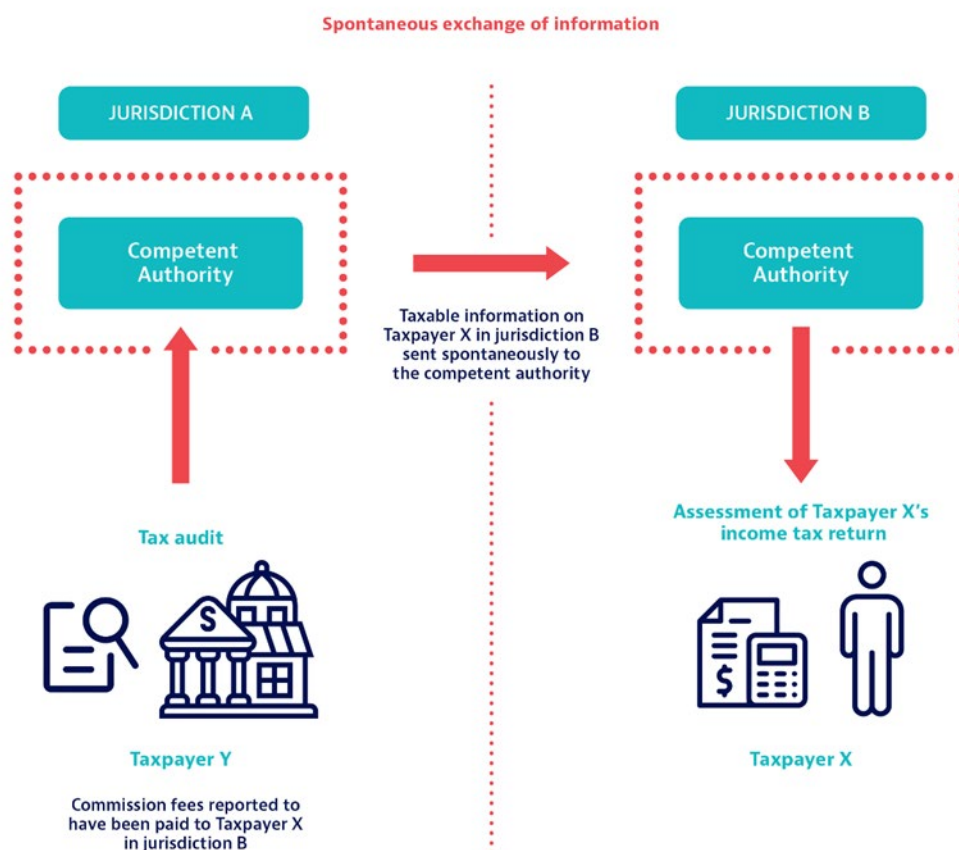 Spontaneous exchange of information
JURISDICTION A
JURISDICTION B
Competent
Authority
Competent
Authority
Taxable information on
Taxpayer X in jurisdiction B
sent spontaneously to
the competent authority
Tax audit
Assessment of Taxpayer X's
income tax return
$
$
Taxpayer Y
Taxpayer X
Commission fees reported to
have been paid to Taxpayer X
in jurisdiction B